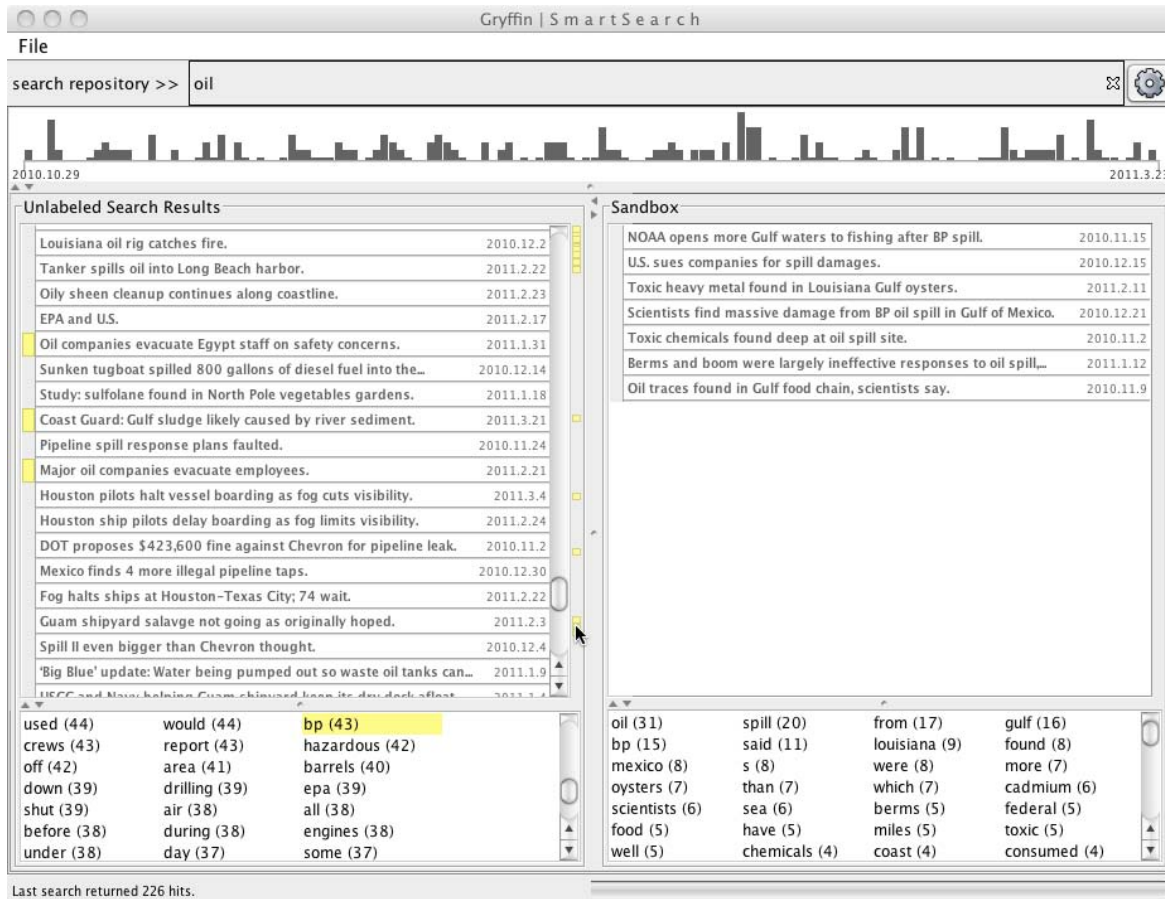 Gryffin | S m a r t S e a r c h
File
search repository >> oil
2010.10.29 2011.3.23
Unlabeled Search Results
Louisiana oil rig catches fire. 2010.12.2
Tanker spills oil into Long Beach harbor. 2011.2.22
Oily sheen cleanup continues along coastline. 2011.2.23
EPA and U.S. 2011.2.17
Oil companies evacuate Egypt staff on safety concerns. 2011.1.31
Sunken tugboat spilled 800 gallons of diesel fuel into the... 2010.12.14
Study: sulfolane found in North Pole vegetables gardens. 2011.1.18
Coast Guard: Gulf sludge likely caused by river sediment. 2011.3.21
Pipeline spill response plans faulted. 2010.11.24
Major oil companies evacuate employees. 2011.2.21
Houston pilots halt vessel boarding as fog cuts visibility. 2011.3.4
Houston ship pilots delay boarding as fog limits visibility. 2011.2.24
DOT proposes $423,600 fine against Chevron for pipeline leak. 2010.11.2
Mexico finds 4 more illegal pipeline taps. 2010.12.30
Fog halts ships at Houston-Texas City; 74 wait. 2011.2.22
Guam shipyard salavge not going as originally hoped. 2011.2.3
Spill II even bigger than Chevron thought. 2010.12.4
'Big Blue' update: Water being pumped out so waste oil tanks can... 2011.1.9
USCG and Navy helping Guam shipyard keep its dry dock afloat 2011.1.4
used (44) would (44) bp (43)
crews (43) report (43) hazardous (42)
off (42) area (41) barrels (40)
down (39) drilling (39) epa (39)
shut (39) air (38) all (38)
before (38) during (38) engines (38)
under (38) day (37) some (37)
Sandbox
NOAA opens more Gulf waters to fishing after BP spill. 2010.11.15
U.S. sues companies for spill damages. 2010.12.15
Toxic heavy metal found in Louisiana Gulf oysters. 2011.2.11
Scientists find massive damage from BP oil spill in Gulf of Mexico. 2010.12.21
Toxic chemicals found deep at oil spill site. 2010.11.2
Berms and boom were largely ineffective responses to oil spill,... 2011.1.12
Oil traces found in Gulf food chain, scientists say. 2010.11.9
oil (31) spill (20) from (17) gulf (16)
bp (15) said (11) louisiana (9) found (8)
mexico (8) s (8) were (8) more (7)
oysters (7) than (7) which (7) cadmium (6)
scientists (6) sea (6) berms (5) federal (5)
food (5) have (5) miles (5) toxic (5)
well (5) chemicals (4) coast (4) consumed (4)
Last search returned 226 hits.